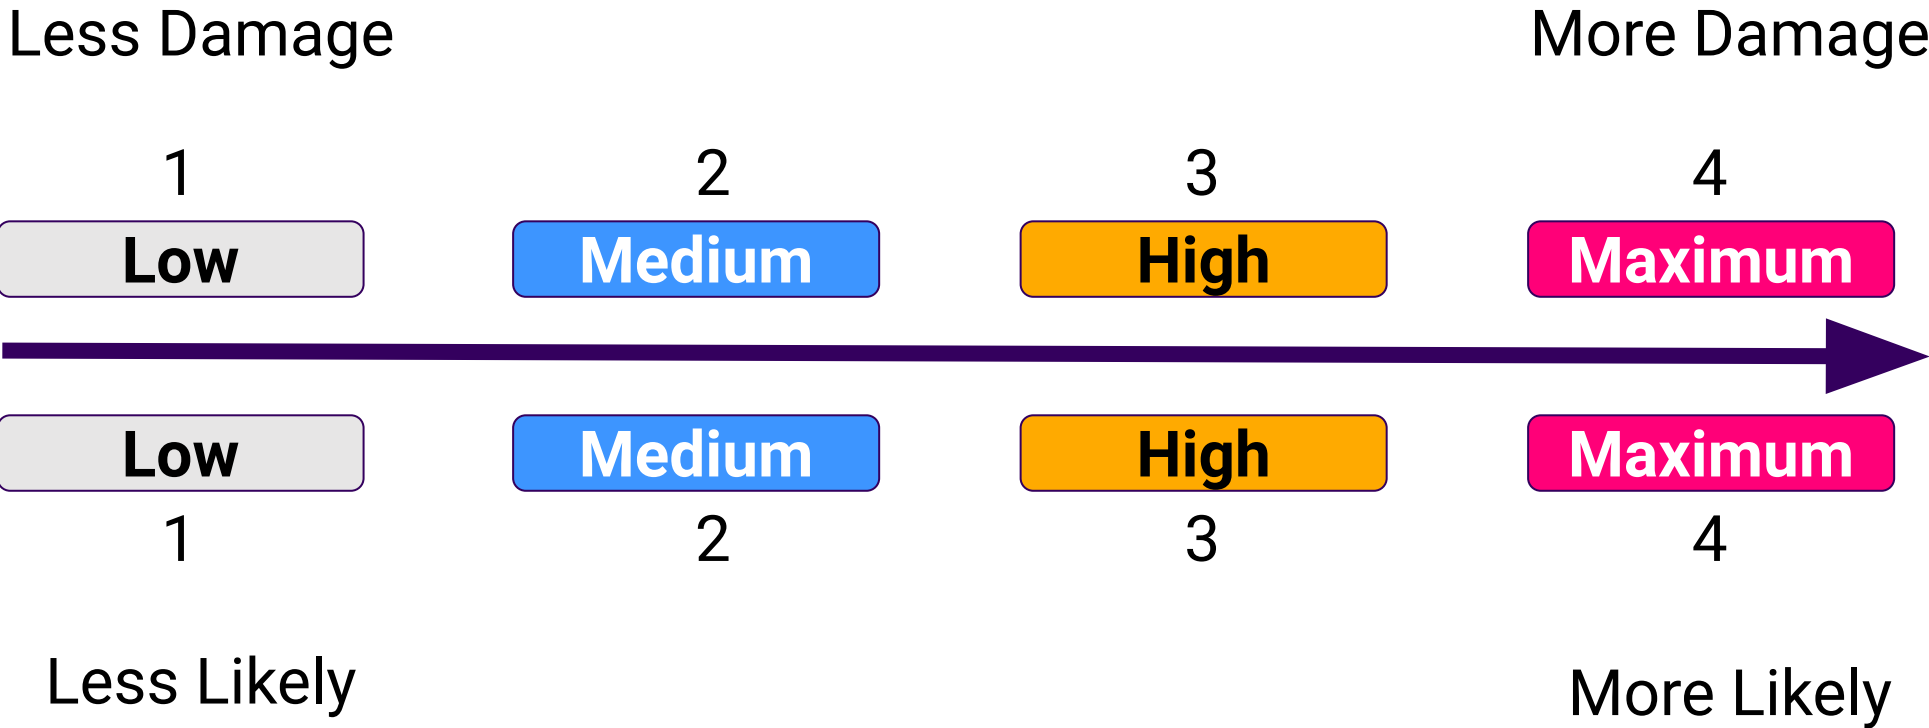 Less Damage More Damage
1 2 3 4
Low Medium High Maximum
Low Medium High Maximum
1 2 3 4
Less Likely More Likely